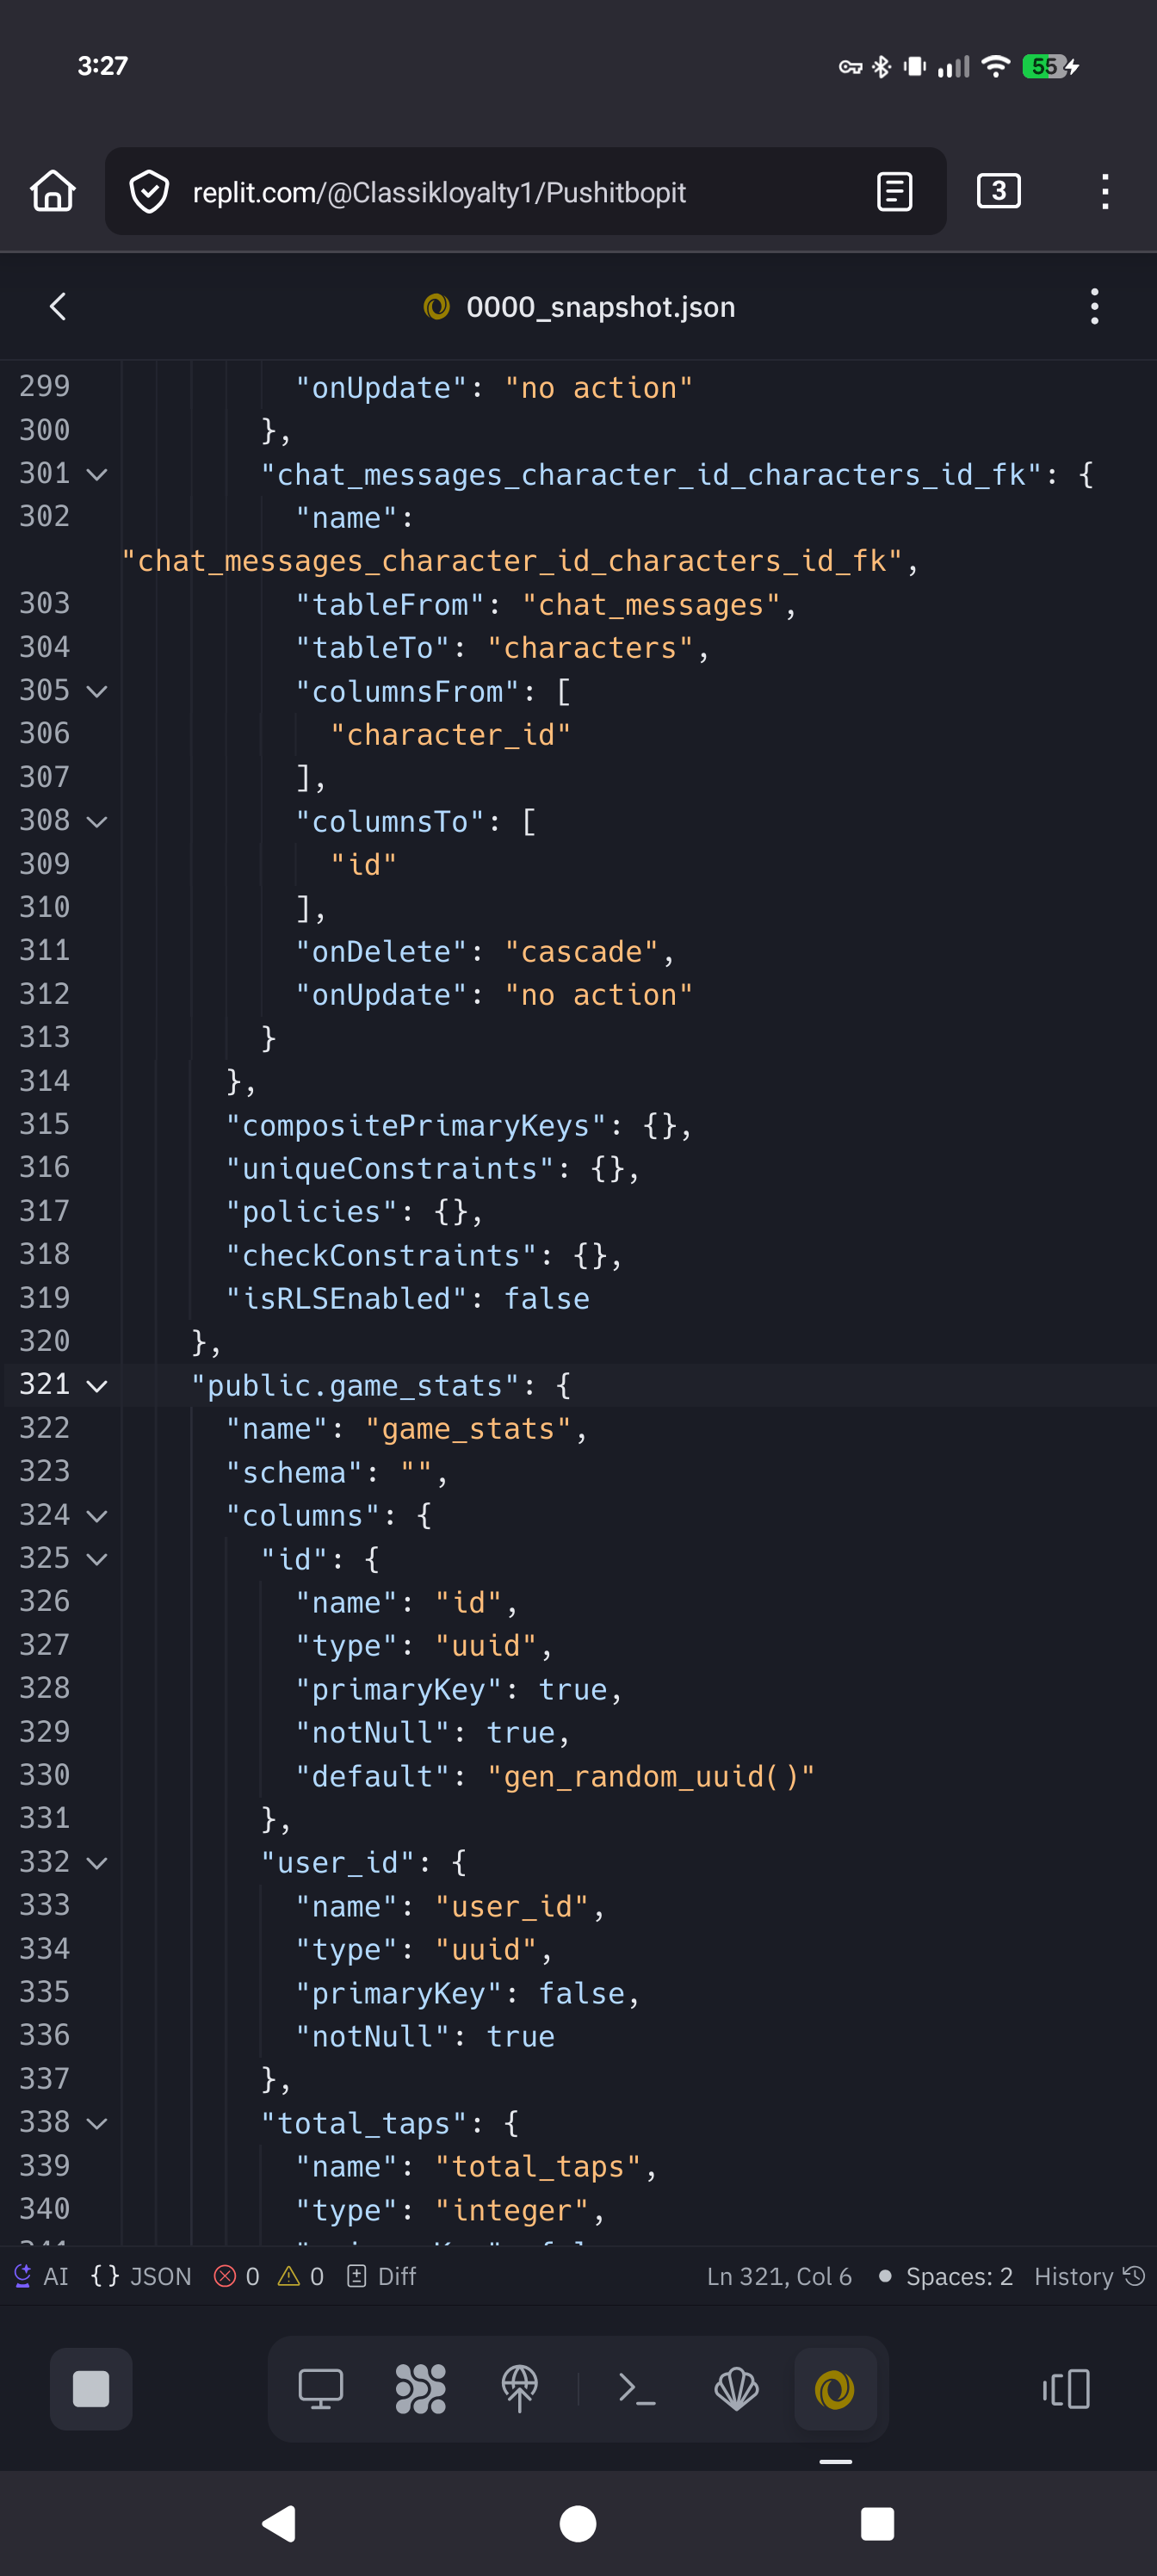 3:27
55
replit.com/@Classikloyalty1/Pushitbopit
3
0000_snapshot.json
299 "onUpdate": "no action"
300 },
301 "chat_messages_character_id_characters_id_fk": {
302 "name":
"chat_messages_character_id_characters_id_fk",
303 "tableFrom": "chat_messages",
304 "tableTo": "characters",
305 "columnsFrom": [
306 "character_id"
307 ],
308 "columnsTo": [
309 "id"
310 ],
311 "onDelete": "cascade",
312 "onUpdate": "no action"
313 }
314 },
315 "compositePrimaryKeys": {},
316 "uniqueConstraints": {},
317 "policies": {},
318 "checkConstraints": {},
319 "isRLSEnabled": false
320 },
321 "public.game_stats": {
322 "name": "game_stats",
323 "schema": "",
324 "columns": {
325 "id": {
326 "name": "id",
327 "type": "uuid",
328 "primaryKey": true,
329 "notNull": true,
330 "default": "gen_random_uuid()"
331 },
332 "user_id": {
333 "name": "user_id",
334 "type": "uuid",
335 "primaryKey": false,
336 "notNull": true
337 },
338 "total_taps": {
339 "name": "total_taps",
340 "type": "integer",
AI {} JSON 0 0 Diff Ln 321, Col 6 Spaces: 2 History